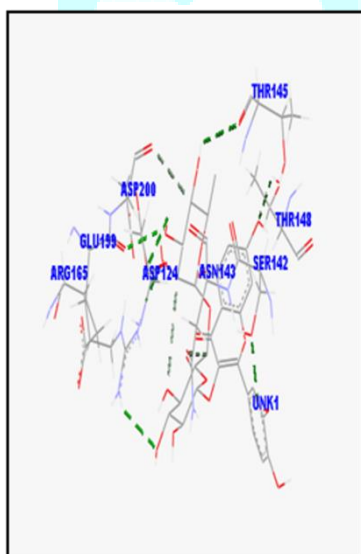 THR145
ASP200
THR148
GLU199
SER142
ARG165
ASP124
ASN143
UNK1